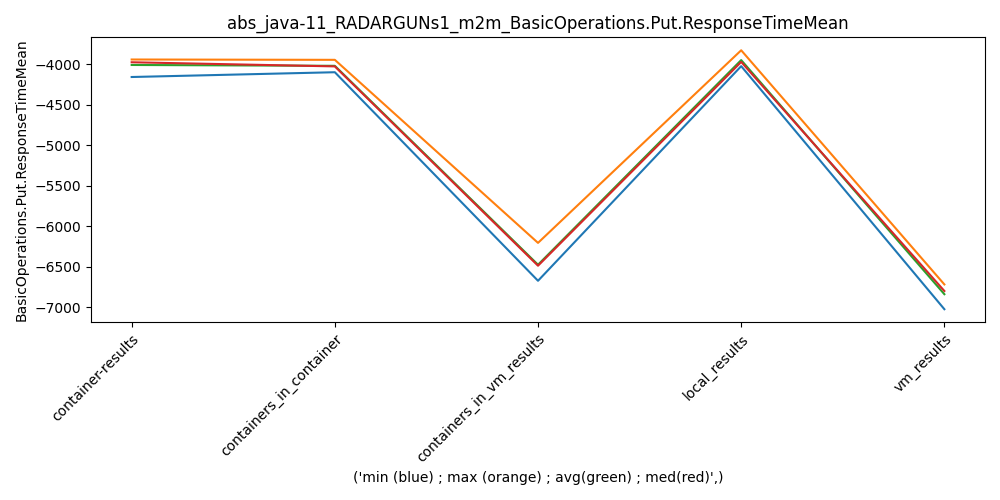 abs_java-11_RADARGUNs1_m2m_BasicOperations.Put.ResponseTimeMean
BasicOperations.Put.ResponseTimeMean
−4000
−4500
−5000
−5500
−6000
−6500
−7000
container-results
containers_in_container
containers_in_vm_results
local_results
vm_results
('min (blue) ; max (orange) ; avg(green) ; med(red)',)